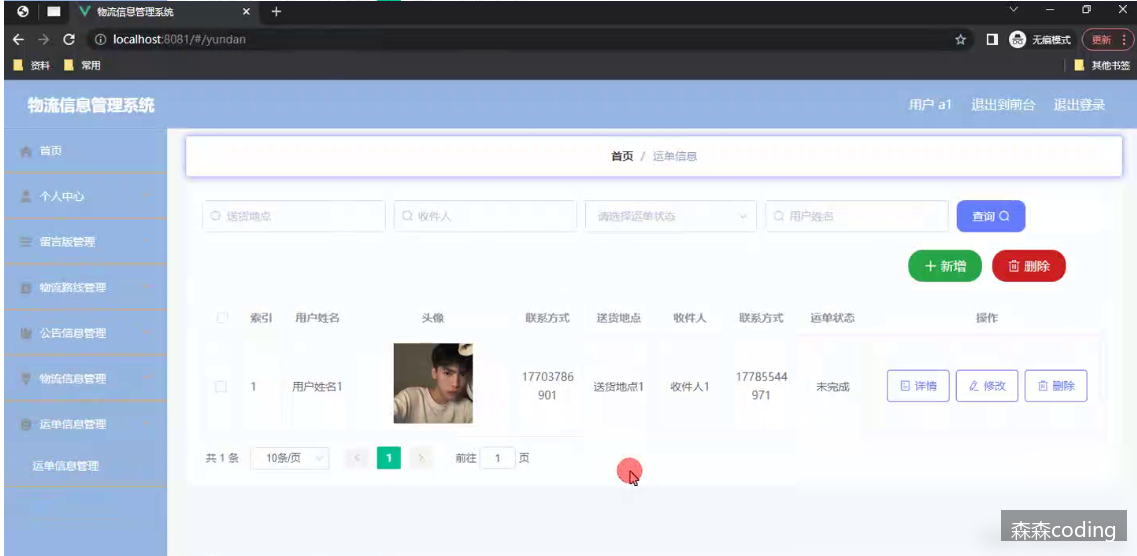 物流信息管理系统
localhost:8081/#/yundan
无痕模式
更新
资料
常用
其他书签
物流信息管理系统
用户 a1
退出到前台
退出登录
首页
个人中心
留言版管理
物流路线管理
公告信息管理
物流信息管理
运单信息管理
运单信息管理
首页 / 运单信息
送货地点
收件人
请选择运单状态
用户姓名
查询
新增
删除
索引 用户姓名 头像 联系方式 送货地点 收件人 联系方式 运单状态 操作
1 用户姓名1 17703786 送货地点1 收件人1 17785544 未完成 详情 修改 删除
901 971
共 1 条 10条/页 1 前往 1 页
森森coding